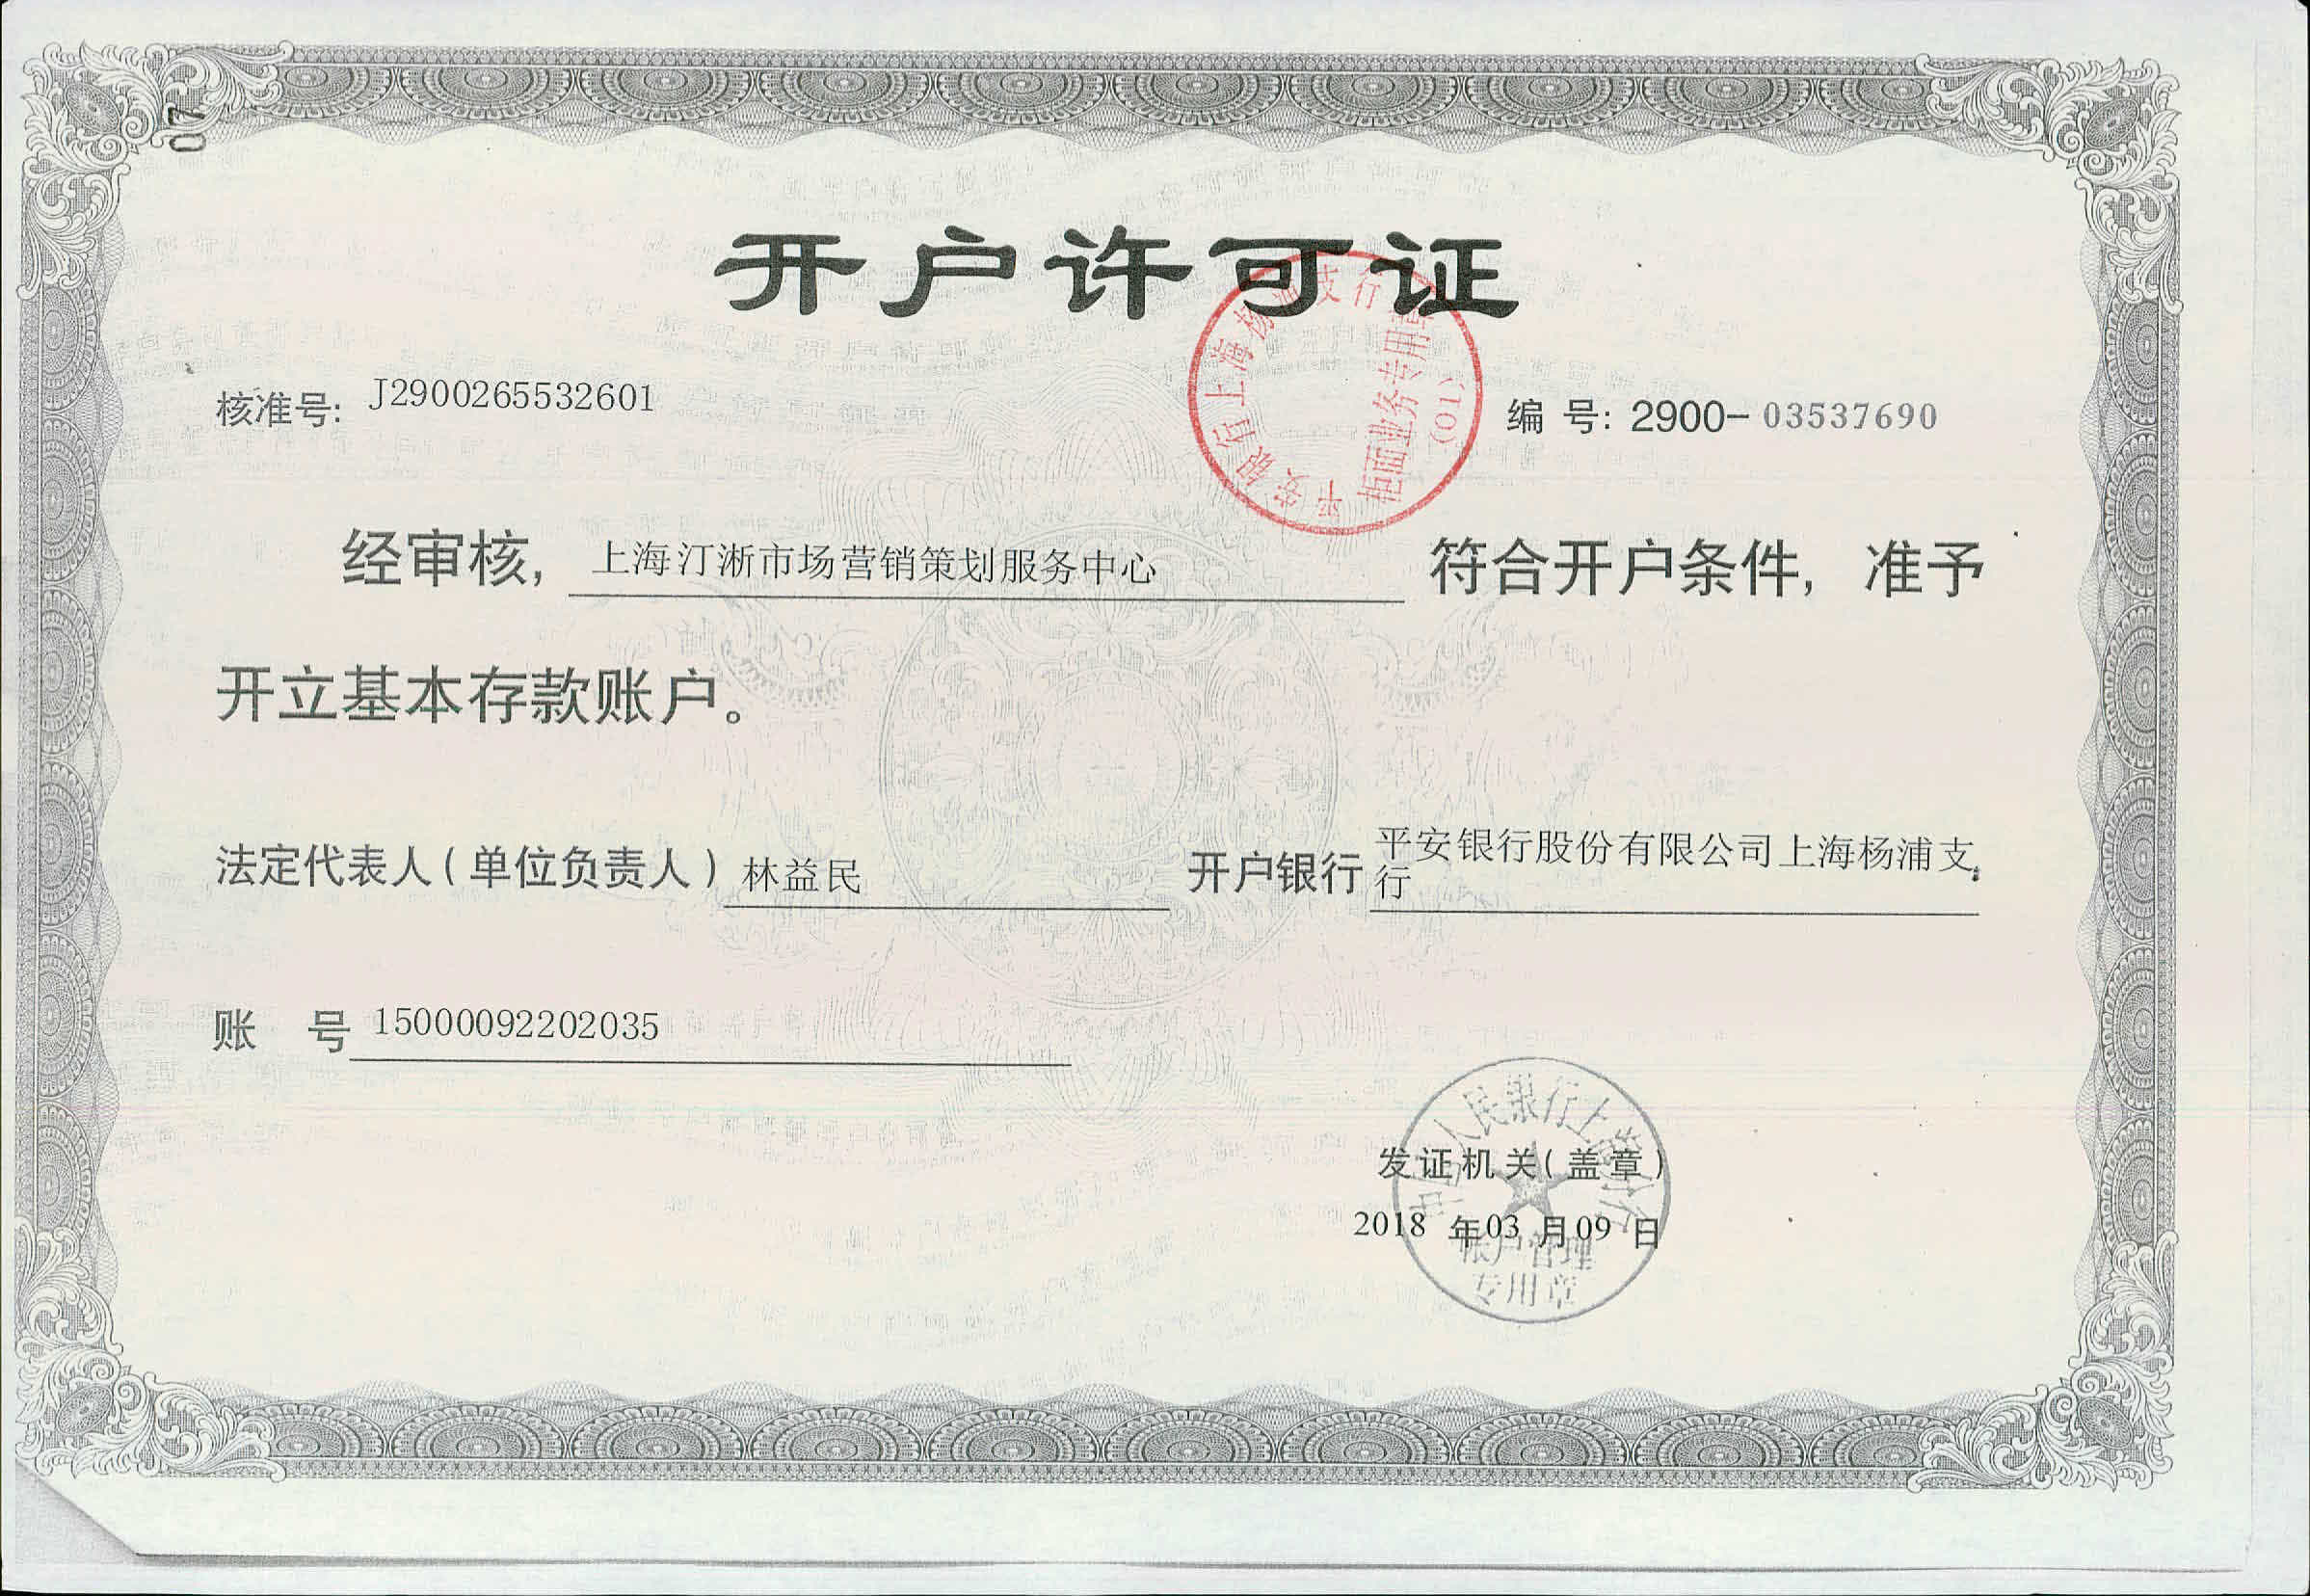 07
开户许可证
核准号: J2900265532601
编 号: 2900-03537690
平安银行上海杨浦支行
柜面业务专用章
(01)
经审核, 上海汀淅市场营销策划服务中心 符合开户条件, 准予
开立基本存款账户。
法定代表人(单位负责人) 林益民 开户银行 平安银行股份有限公司上海杨浦支
行
账 号 15000092202035
中国人民银行上海分行
发证机关(盖章)
2018 年03 月09 日
账户管理
专用章